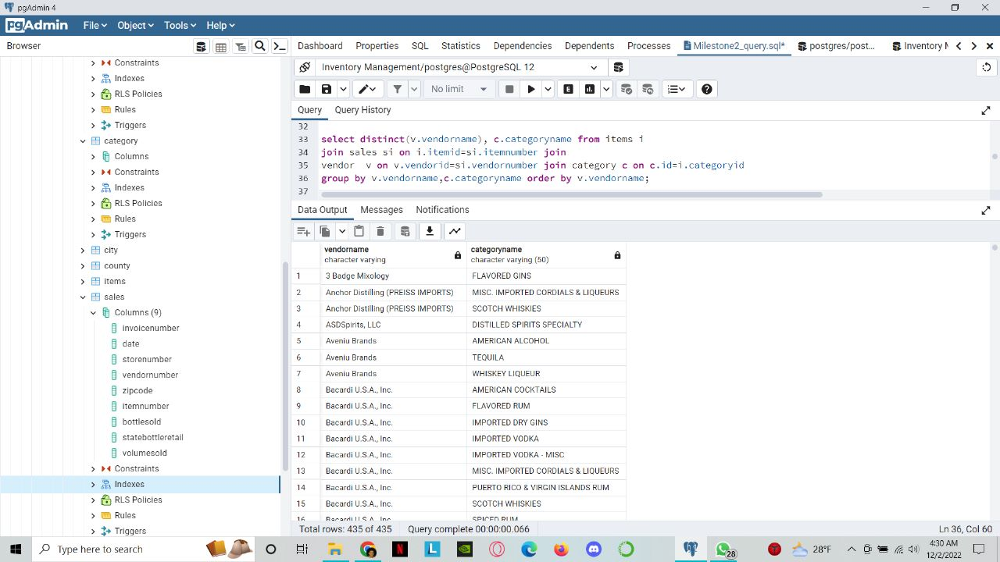 pgAdmin 4
pgAdmin File Object Tools Help
Browser
Dashboard Properties SQL Statistics Dependencies Dependents Processes Milestone2_query.sql* postgres/post... Inventory M
Constraints
Indexes
RLS Policies
Rules
Triggers
category
Columns
Constraints
Indexes
RLS Policies
Rules
Triggers
city
county
items
sales
Columns (9)
invoicenumber
date
storenumber
vendornumber
zipcode
itemnumber
bottlesold
statebottleretail
volumesold
Constraints
Indexes
RLS Policies
Rules
Triggers
Inventory Management/postgres@PostgreSQL 12
No limit
E
Query Query History
32
33 select distinct(v.vendorname), c.categoryname from items i
34 join sales si on i.itemid=si.itemnumber join
35 vendor  v on v.vendorid=si.vendornumber join category c on c.id=i.categoryid
36 group by v.vendorname,c.categoryname order by v.vendorname;
37
Data Output Messages Notifications
vendorname categoryname
character varying character varying (50)
1 3 Badge Mixology FLAVORED GINS
2 Anchor Distilling (PREISS IMPORTS) MISC. IMPORTED CORDIALS & LIQUEURS
3 Anchor Distilling (PREISS IMPORTS) SCOTCH WHISKIES
4 ASDSpirits, LLC DISTILLED SPIRITS SPECIALTY
5 Aveniu Brands AMERICAN ALCOHOL
6 Aveniu Brands TEQUILA
7 Aveniu Brands WHISKEY LIQUEUR
8 Bacardi U.S.A., Inc. AMERICAN COCKTAILS
9 Bacardi U.S.A., Inc. FLAVORED RUM
10 Bacardi U.S.A., Inc. IMPORTED DRY GINS
11 Bacardi U.S.A., Inc. IMPORTED VODKA
12 Bacardi U.S.A., Inc. IMPORTED VODKA - MISC
13 Bacardi U.S.A., Inc. MISC. IMPORTED CORDIALS & LIQUEURS
14 Bacardi U.S.A., Inc. PUERTO RICO & VIRGIN ISLANDS RUM
15 Bacardi U.S.A., Inc. SCOTCH WHISKIES
16 Bacardi U.S.A., Inc. SPICED RUM
Total rows: 435 of 435 Query complete 00:00:00.066 Ln 36, Col 60
Type here to search
N
L
28
28°F
4:30 AM
12/2/2022